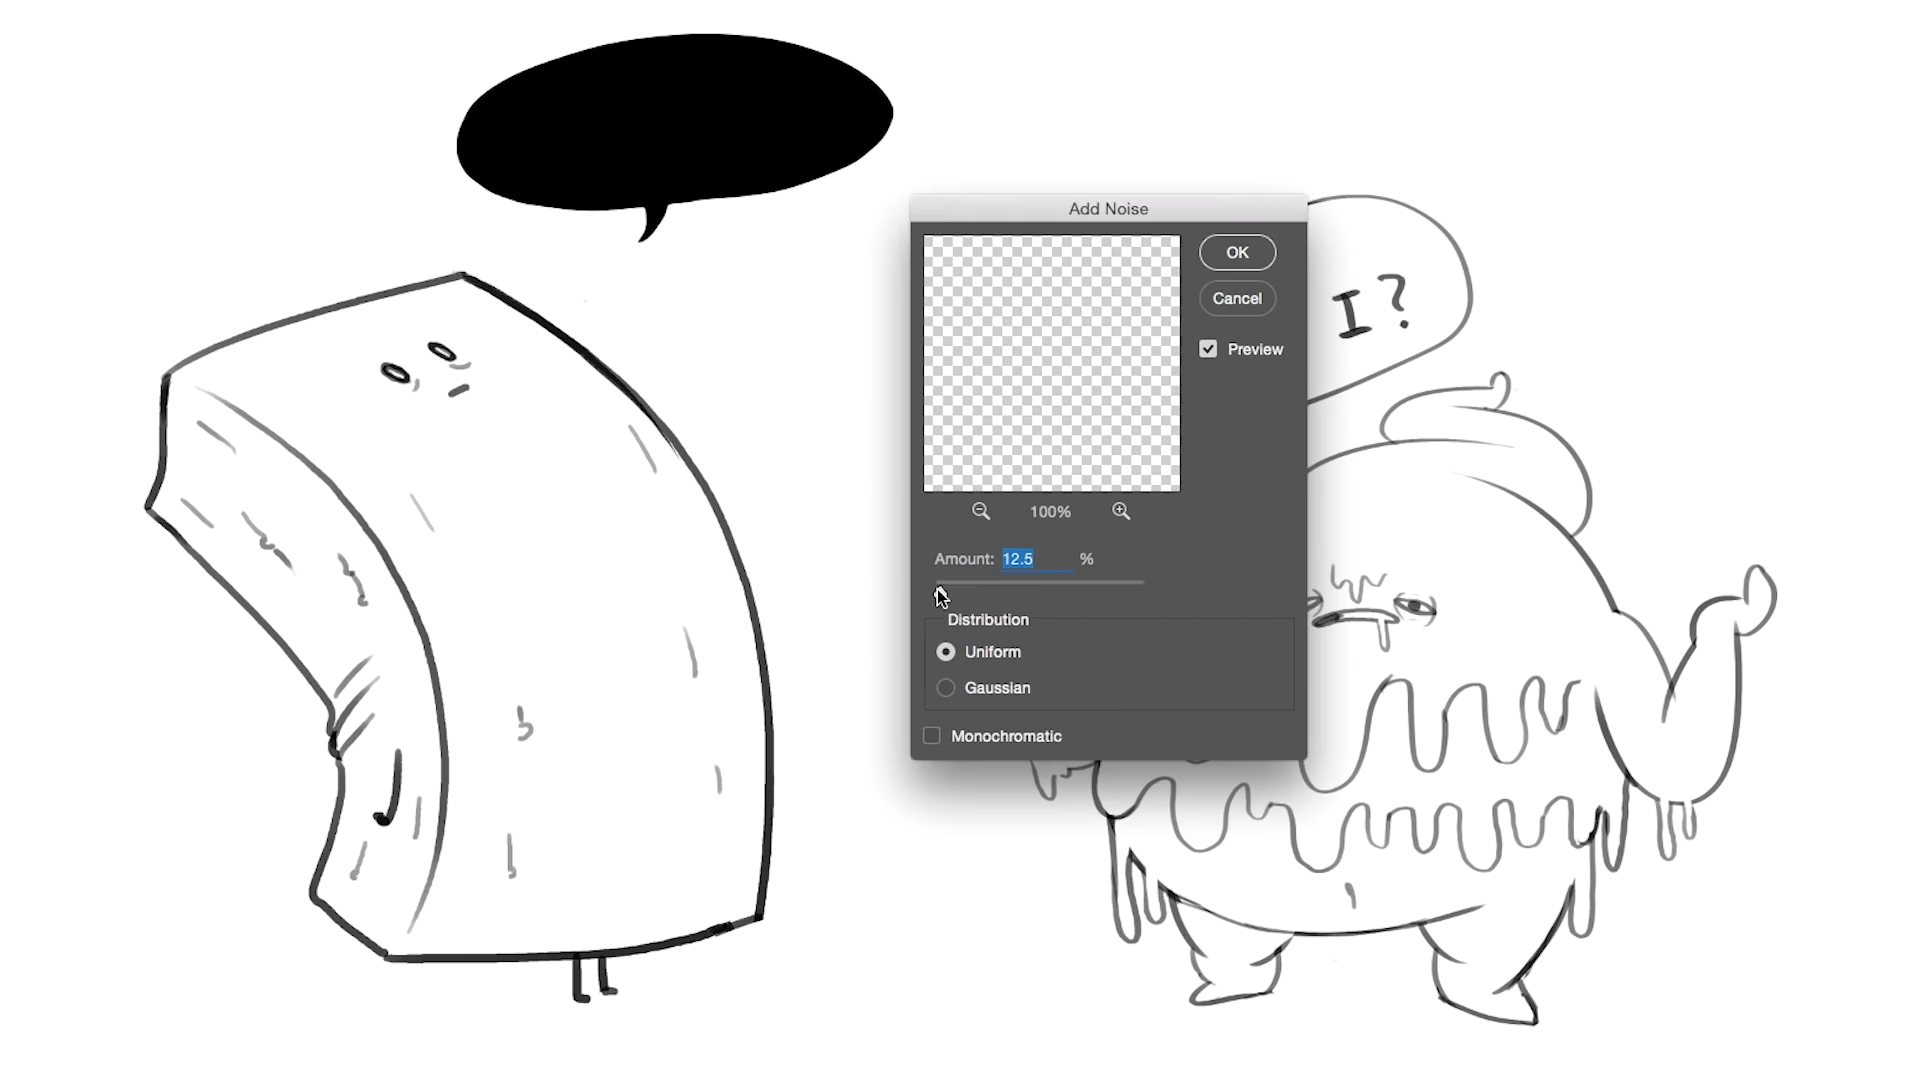 Add Noise
OK
Cancel
Preview
I?
100%
Amount: 12.5 %
Distribution
Uniform
Gaussian
Monochromatic